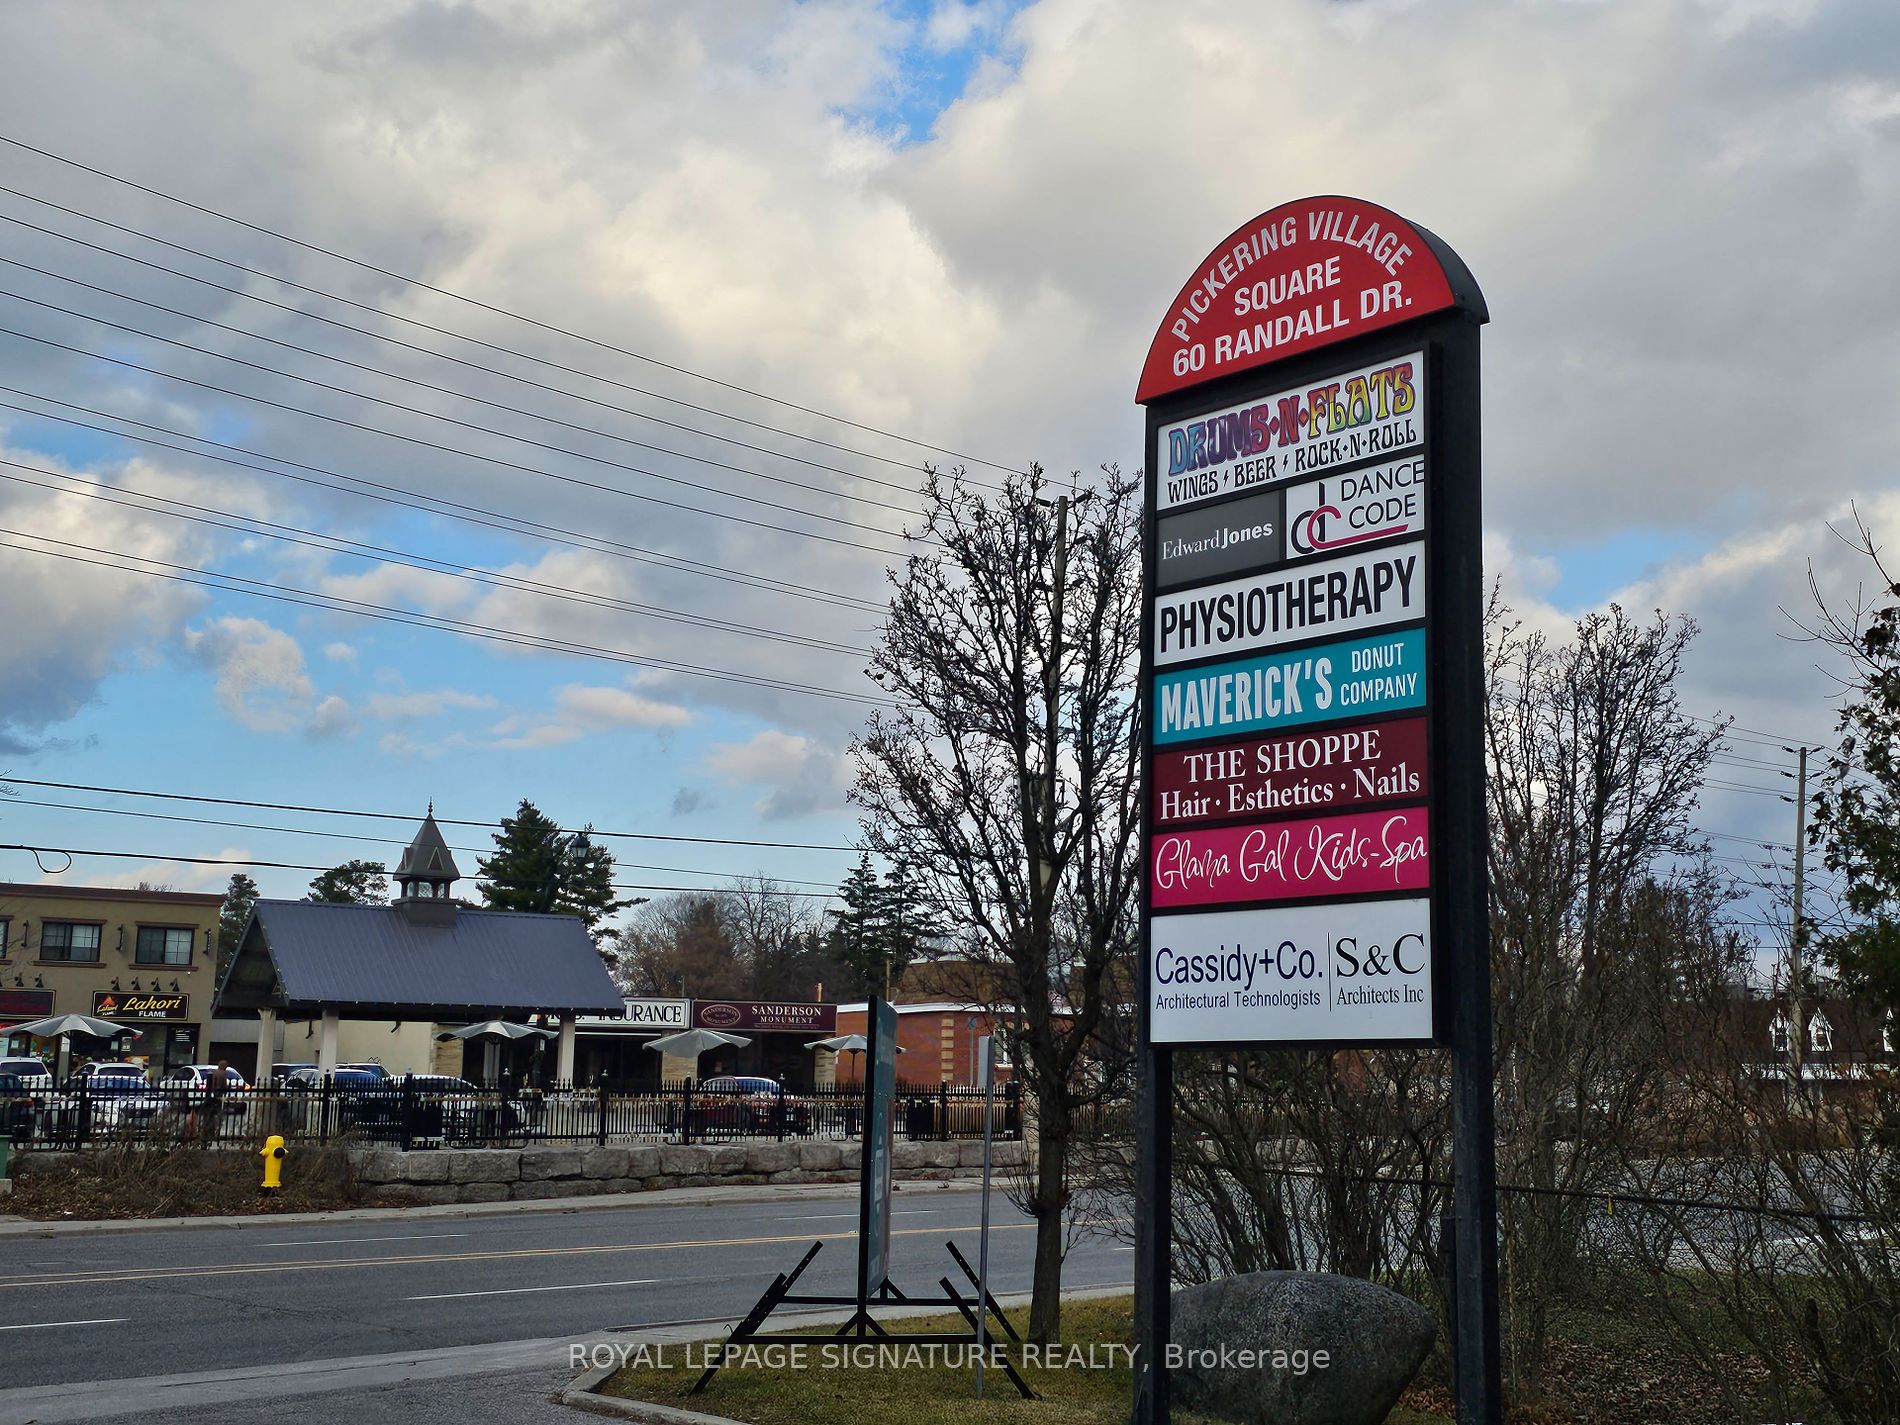 PICKERING VILLAGE
SQUARE
60 RANDALL DR.
DRUMS·N·FLATS
WINGS BEER ROCK·N·ROLL
Edward Jones
DANCE
CODE
PHYSIOTHERAPY
MAVERICK'S
DONUT
COMPANY
THE SHOPPE
Hair · Esthetics · Nails
Glama Gal Kids-Spa
Cassidy+Co.
Architectural Technologists
S&C
Architects Inc
Lahori
FLAME
INSURANCE
SANDERSON
MONUMENT
SANDERSON
MONUMENT
ROYAL LEPAGE SIGNATURE REALTY, Brokerage